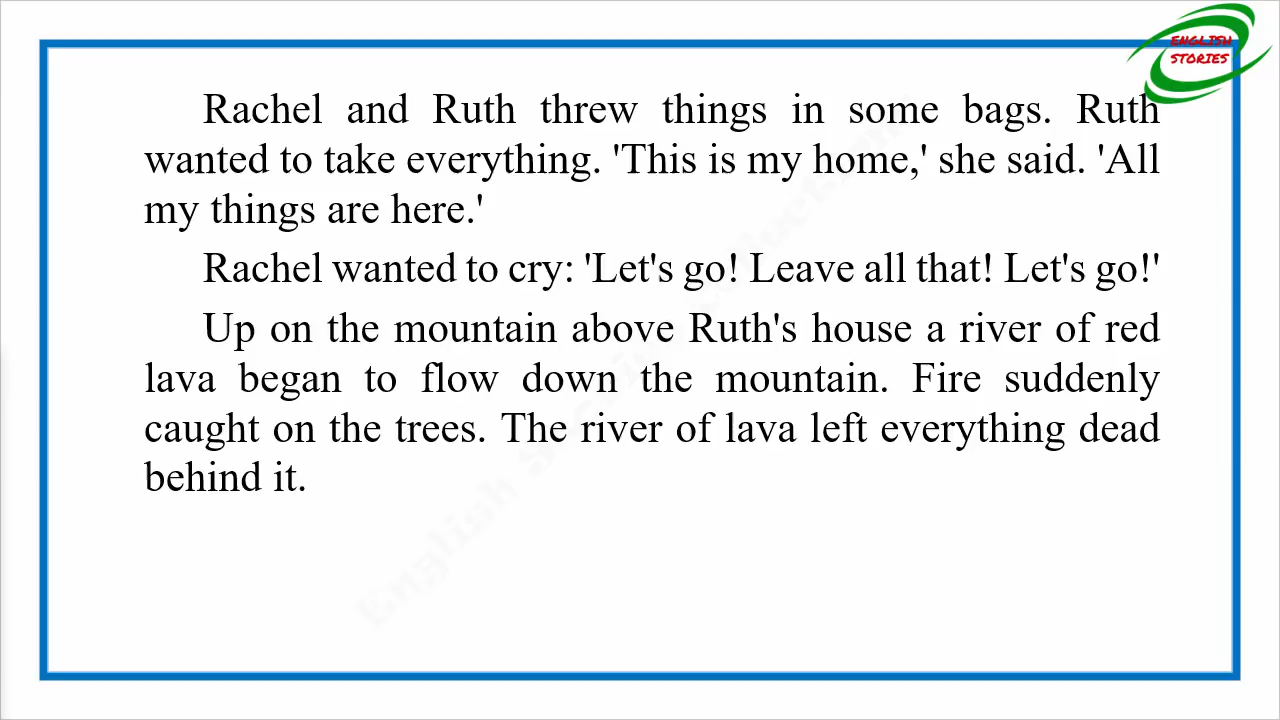 ENGLISH
STORIES
Rachel and Ruth threw things in some bags. Ruth
wanted to take everything. 'This is my home,' she said. 'All
my things are here.'
Rachel wanted to cry: 'Let's go! Leave all that! Let's go!'
Up on the mountain above Ruth's house a river of red
lava began to flow down the mountain. Fire suddenly
caught on the trees. The river of lava left everything dead
behind it.